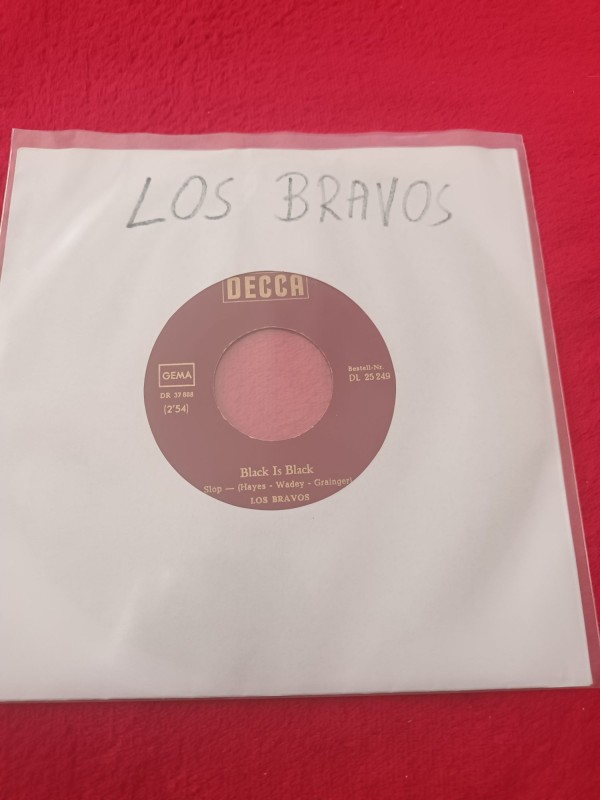 LOS BRAVOS
DECCA
GEMA
DR 37 868
(2'54)
Bestell-Nr.
DL 25 249
Black Is Black
Slop — (Hayes - Wadey - Grainger)
LOS BRAVOS